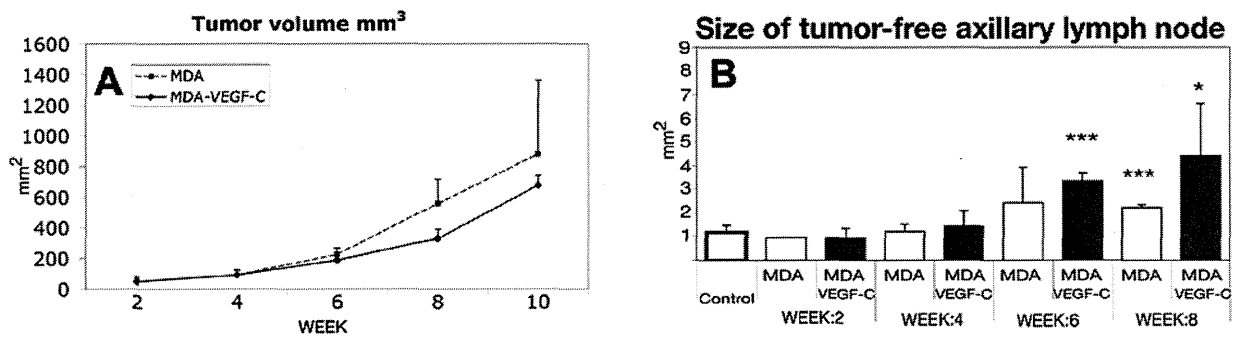 Tumor volume mm³
A
MDA
MDA-VEGF-C
1600
1400
1200
1000
800
600
400
200
0
mm²
2 4 6 8 10
WEEK
Size of tumor-free axillary lymph node
B
9
8
7
6
5
4
3
2
1
mm²
***
***
*
Control
MDA MDA VEGF-C MDA MDA VEGF-C MDA MDA VEGF-C MDA MDA VEGF-C
WEEK:2 WEEK:4 WEEK:6 WEEK:8